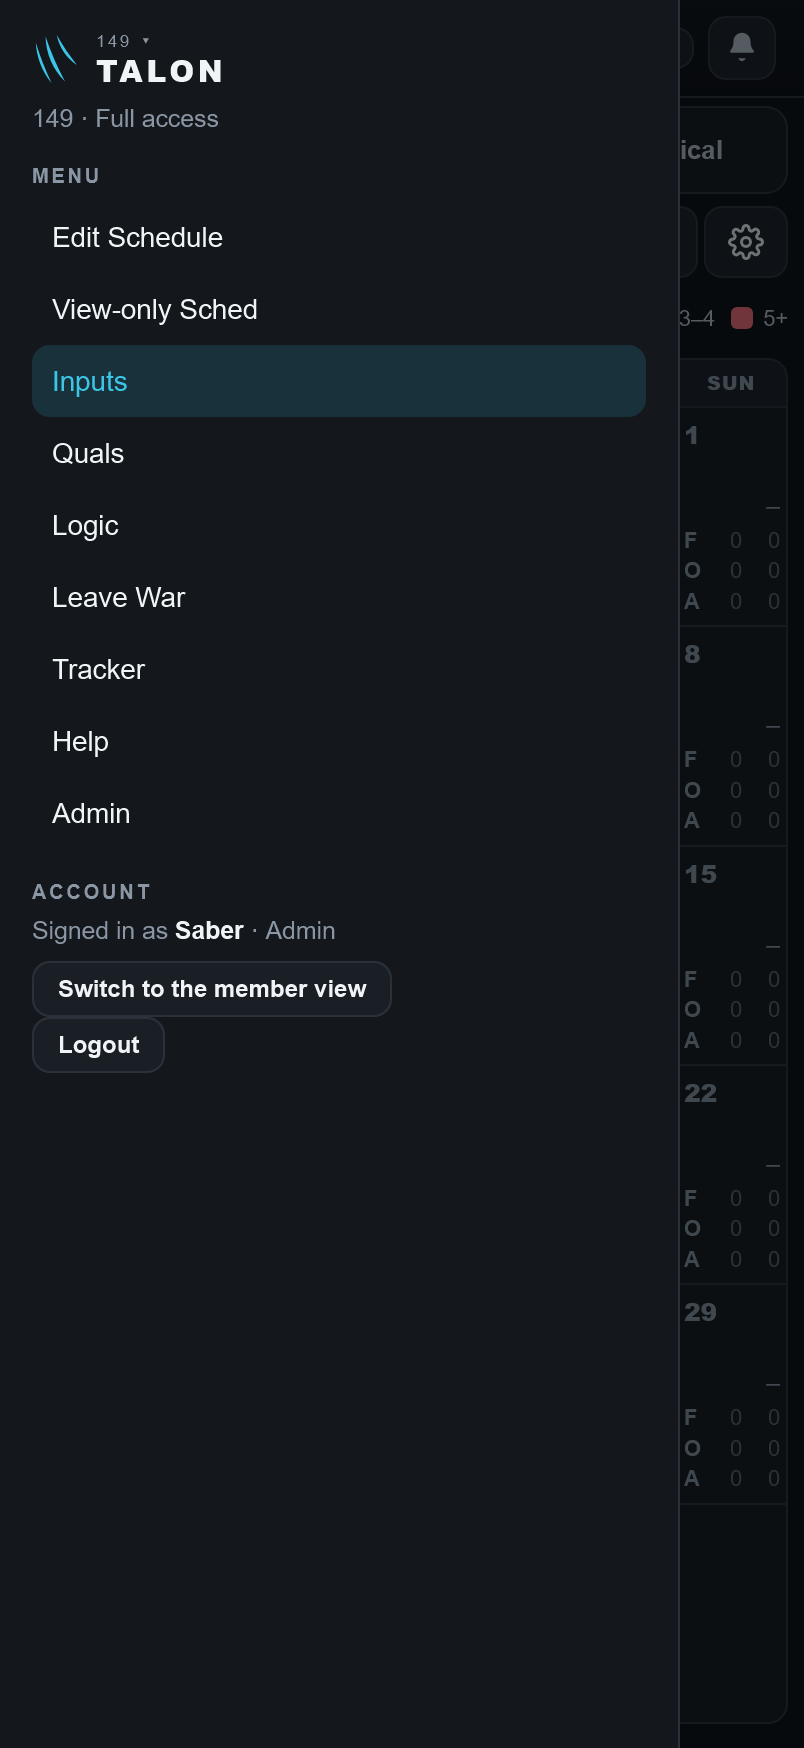 149 ▾
TALON
149 · Full access
MENU
Edit Schedule
View-only Sched
Inputs
Quals
Logic
Leave War
Tracker
Help
Admin
ACCOUNT
Signed in as Saber · Admin
Switch to the member view
Logout
ical
3–4 5+
SUN
1
–
F 0 0
O 0 0
A 0 0
8
–
F 0 0
O 0 0
A 0 0
15
–
F 0 0
O 0 0
A 0 0
22
–
F 0 0
O 0 0
A 0 0
29
–
F 0 0
O 0 0
A 0 0